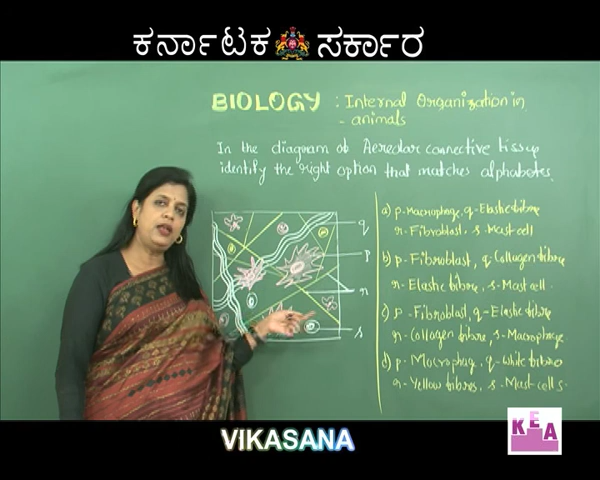 ಕರ್ನಾಟಕ ಸರ್ಕಾರ
BIOLOGY : Internal Organization in
- animals
In the diagram of Aereolar connective tissue
identify the right option that matches alphabets.
a) p-Macrophage, q-Elastic fibre
r-Fibroblast, s-Mast cell
b) p-Fibroblast, q-Collagen fibre
r-Elastic fibre, s-Mast cell
c) p-Fibroblast, q-Elastic fibre
r-Collagen fibre, s-Macrophage
d) p-Macrophag, q-White fibre
r-Yellow fibres, s-Mast cells
q
p
r
s
VIKASANA
KEA